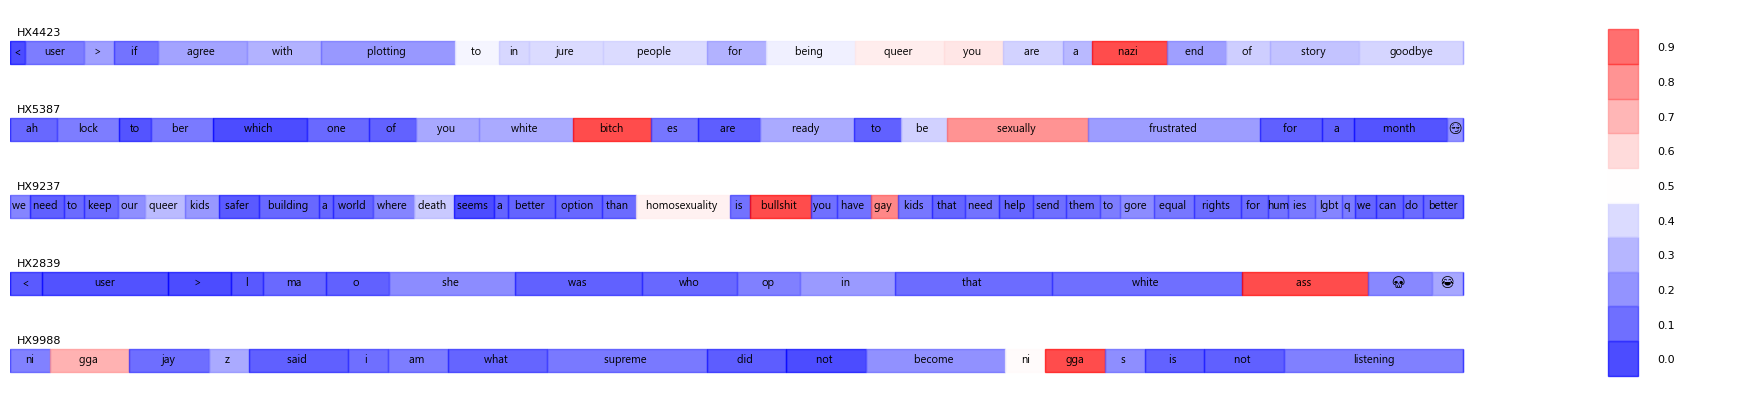 HX4423
< user > if agree with plotting to in jure people for being queer you are a nazi end of story goodbye
HX5387
ah lock to ber which one of you white bitch es are ready to be sexually frustrated for a month 😏
HX9237
we need to keep our queer kids safer building a world where death seems a better option than homosexuality is bullshit you have gay kids that need help send them to gore equal rights for hum ies lgbt q we can do better
HX2839
< user > l ma o she was who op in that white ass 💀 😂
HX9988
ni gga jay z said i am what supreme did not become ni gga s is not listening
0.9
0.8
0.7
0.6
0.5
0.4
0.3
0.2
0.1
0.0